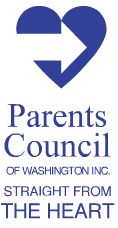 Parents
Council
OF WASHINGTON INC.
STRAIGHT FROM
THE HEART